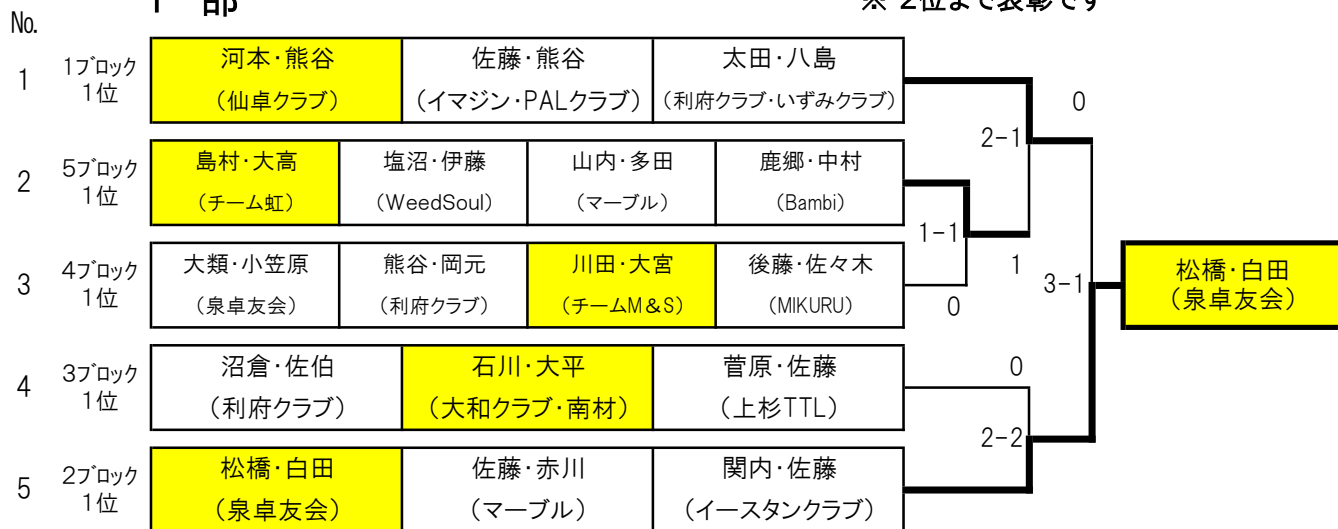 1 部
※ 2位まで表彰です
No.
1
1ブロック
1位
河本・熊谷
(仙卓クラブ)
佐藤・熊谷
(イマジン・PALクラブ)
太田・八島
(利府クラブ・いずみクラブ)
0
2-1
2
5ブロック
1位
島村・大高
(チーム虹)
塩沼・伊藤
(WeedSoul)
山内・多田
(マーブル)
鹿郷・中村
(Bambi)
1-1
1
3
4ブロック
1位
大類・小笠原
(泉卓友会)
熊谷・岡元
(利府クラブ)
川田・大宮
(チームM&S)
後藤・佐々木
(MIKURU)
0
3-1
松橋・白田
(泉卓友会)
4
3ブロック
1位
沼倉・佐伯
(利府クラブ)
石川・大平
(大和クラブ・南材)
菅原・佐藤
(上杉TTL)
0
2-2
5
2ブロック
1位
松橋・白田
(泉卓友会)
佐藤・赤川
(マーブル)
関内・佐藤
(イースタンクラブ)